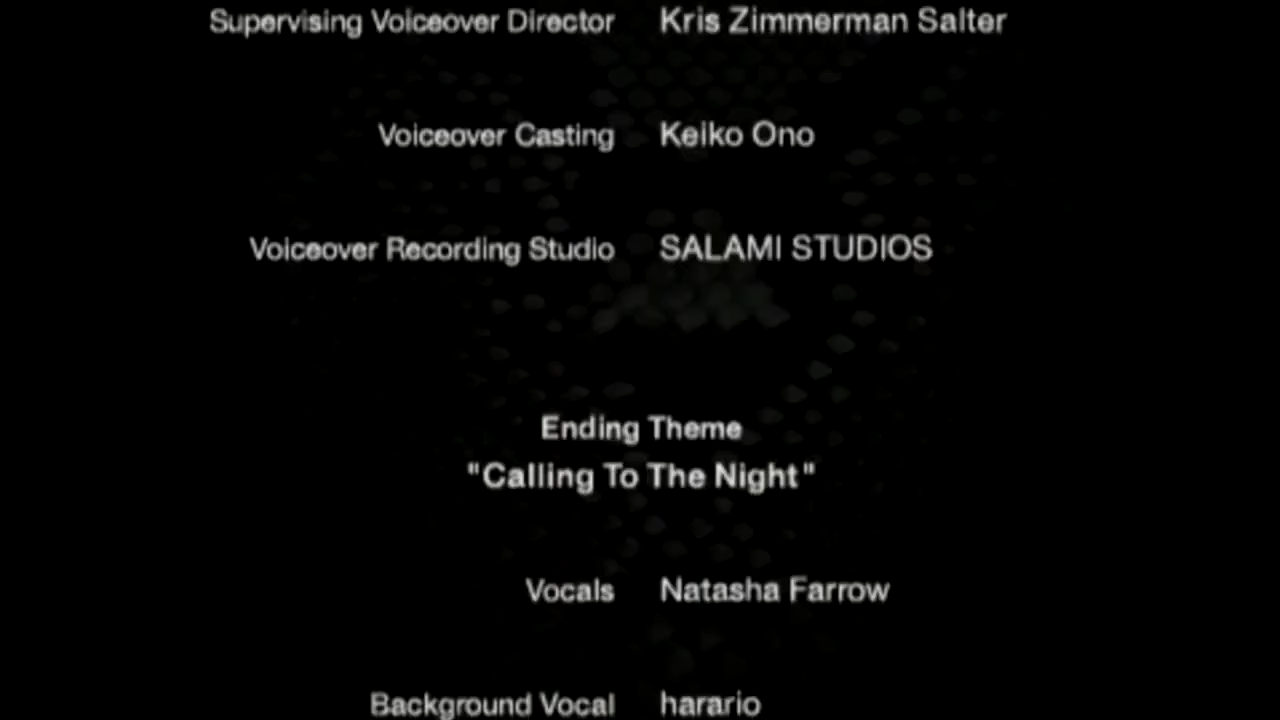 Supervising Voiceover Director Kris Zimmerman Salter
Voiceover Casting Keiko Ono
Voiceover Recording Studio SALAMI STUDIOS
Ending Theme
"Calling To The Night"
Vocals Natasha Farrow
Background Vocal harario